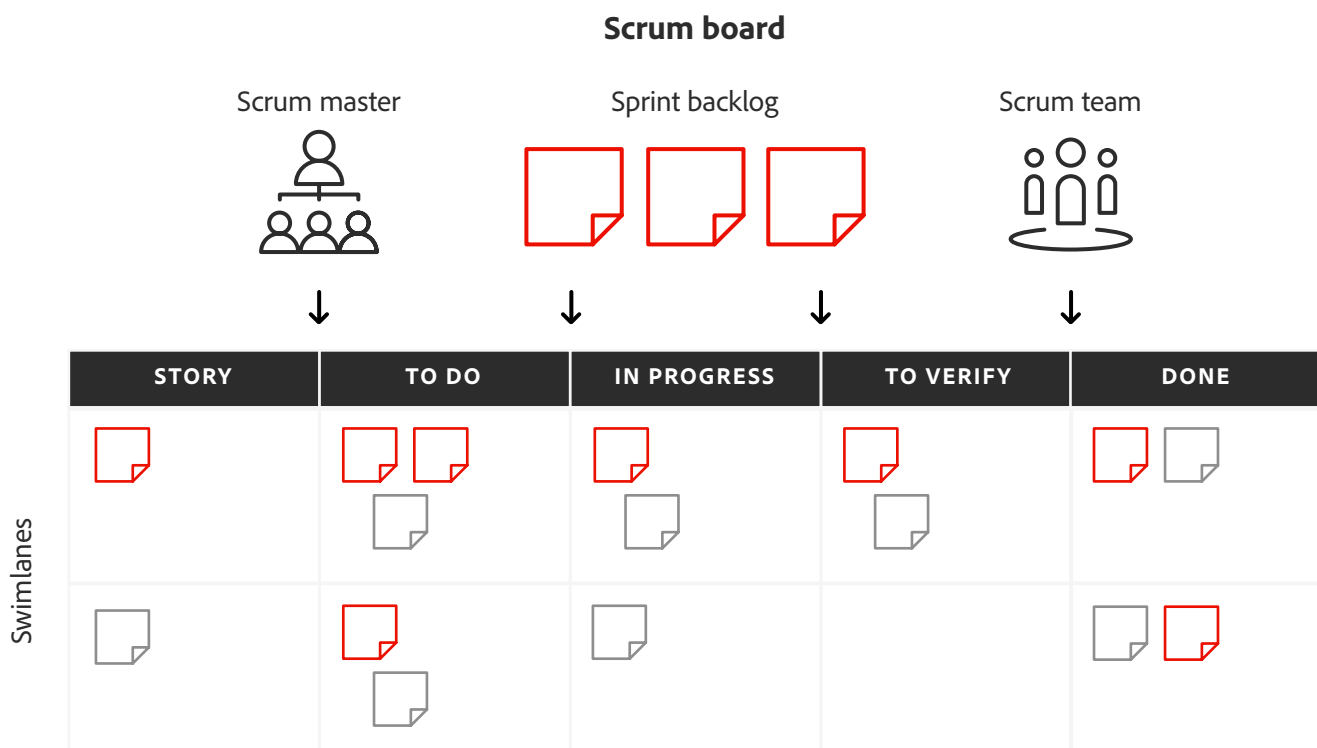 Scrum board
Scrum master
Sprint backlog
Scrum team
STORY
TO DO
IN PROGRESS
TO VERIFY
DONE
Swimlanes